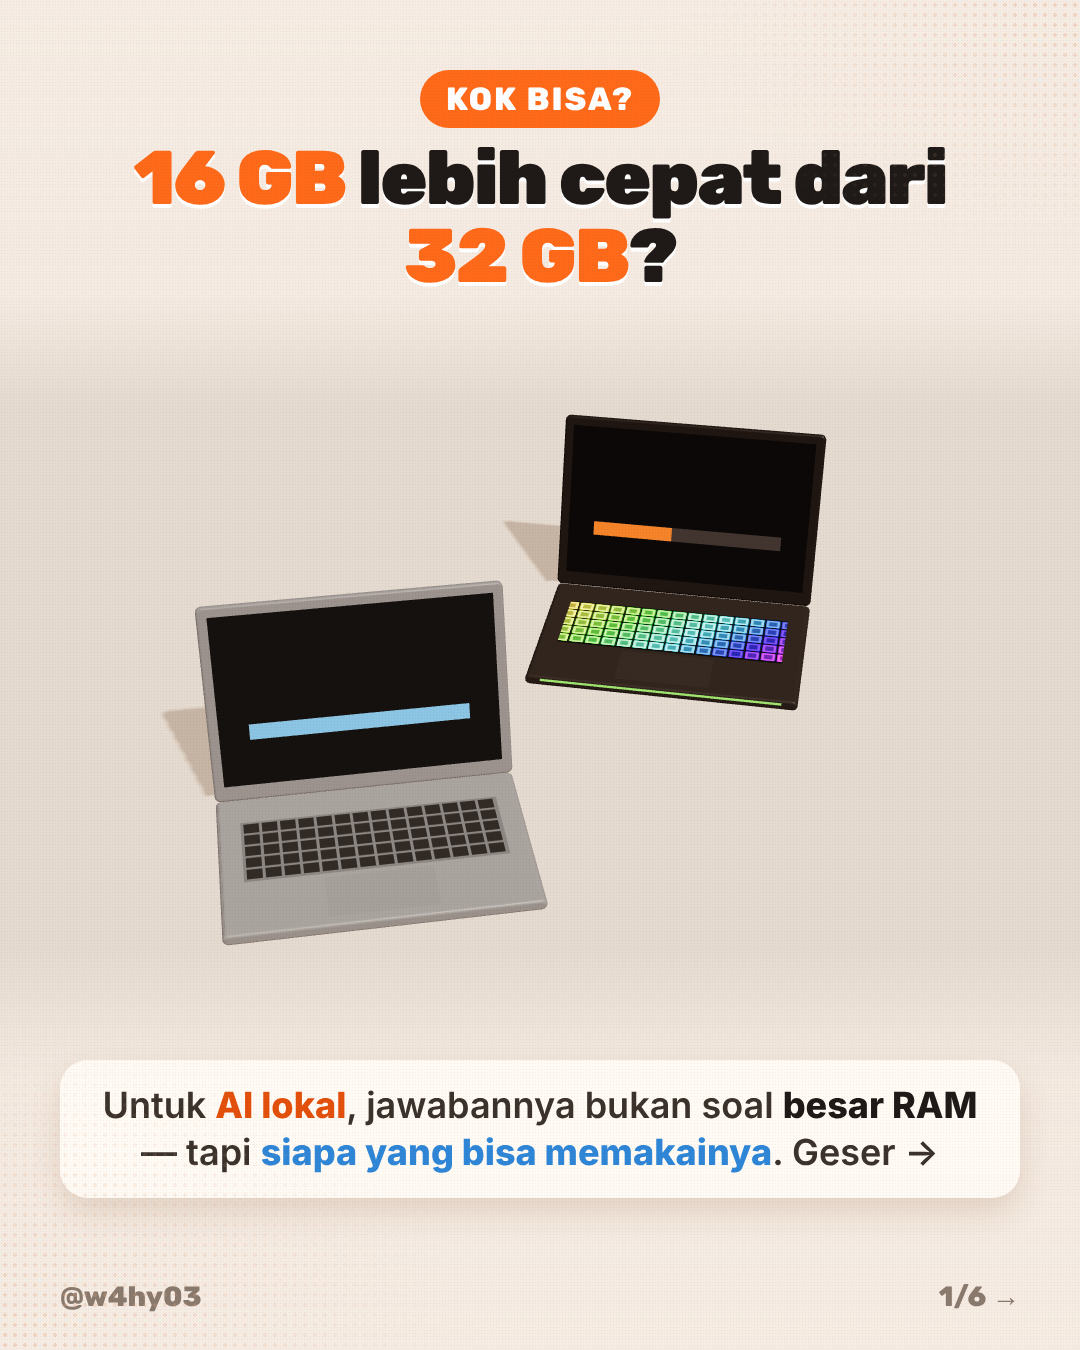 KOK BISA?
16 GB lebih cepat dari
32 GB?
Untuk AI lokal, jawabannya bukan soal besar RAM
— tapi siapa yang bisa memakainya. Geser →
@w4hy03
1/6 →